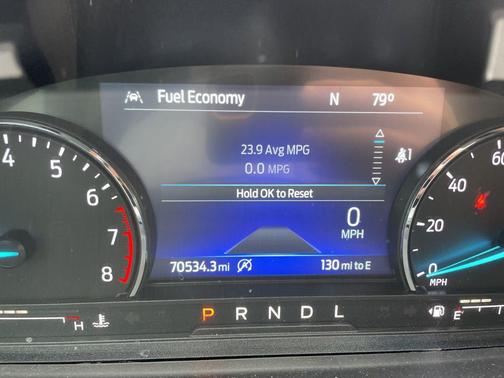 Fuel Economy N 79°
23.9 Avg MPG
0.0 MPG
1
Hold OK to Reset
0
MPH
70534.3 mi 130 mi to E
P R N D L
4
5
6
7
8
H
60
40
20
0
MPH
E